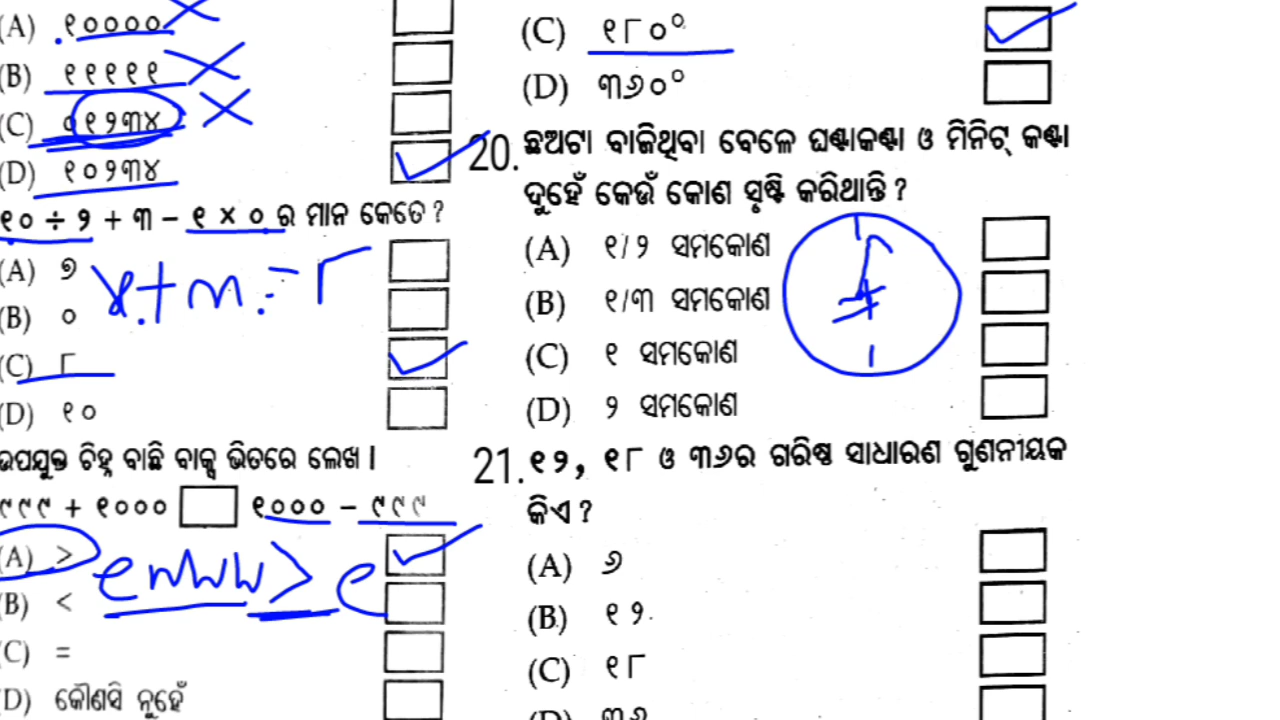 (A) ୧୦୦୦୦
(B) ୧୧୧୧୧
(C) ୦୧୨୩୪
(D) ୧୦୨୩୪
୧୦ ÷ ୨ + ୩ − ୧ × ୦ ର ମାନ କେତେ ?
(A) ୭
(B) ୦
(C) ୮
(D) ୧୦
ଉପଯୁକ୍ତ ଚିହ୍ନ ବାଛି ବାକ୍ସ ଭିତରେ ଲେଖ ।
୯୯୯ + ୧୦୦୦ ୧୦୦୦ − ୯୯୯
(A) >
(B) <
(C) =
(D) କୌଣସି ନୁହେଁ
(C) ୧୮୦°
(D) ୩୬୦°
20. ଛଅଟା ବାଜିଥିବା ବେଳେ ଘଣ୍ଟାକଣ୍ଟା ଓ ମିନିଟ୍ କଣ୍ଟା
ଦୁହେଁ କେଉଁ କୋଣ ସୃଷ୍ଟି କରିଥାନ୍ତି ?
(A) ୧/୨ ସମକୋଣ
(B) ୧/୩ ସମକୋଣ
(C) ୧ ସମକୋଣ
(D) ୨ ସମକୋଣ
21. ୧୨, ୧୮ ଓ ୩୬ର ଗରିଷ୍ଠ ସାଧାରଣ ଗୁଣନୀୟକ
କିଏ ?
(A) ୬
(B) ୧୨
(C) ୧୮
(D) ୩୬